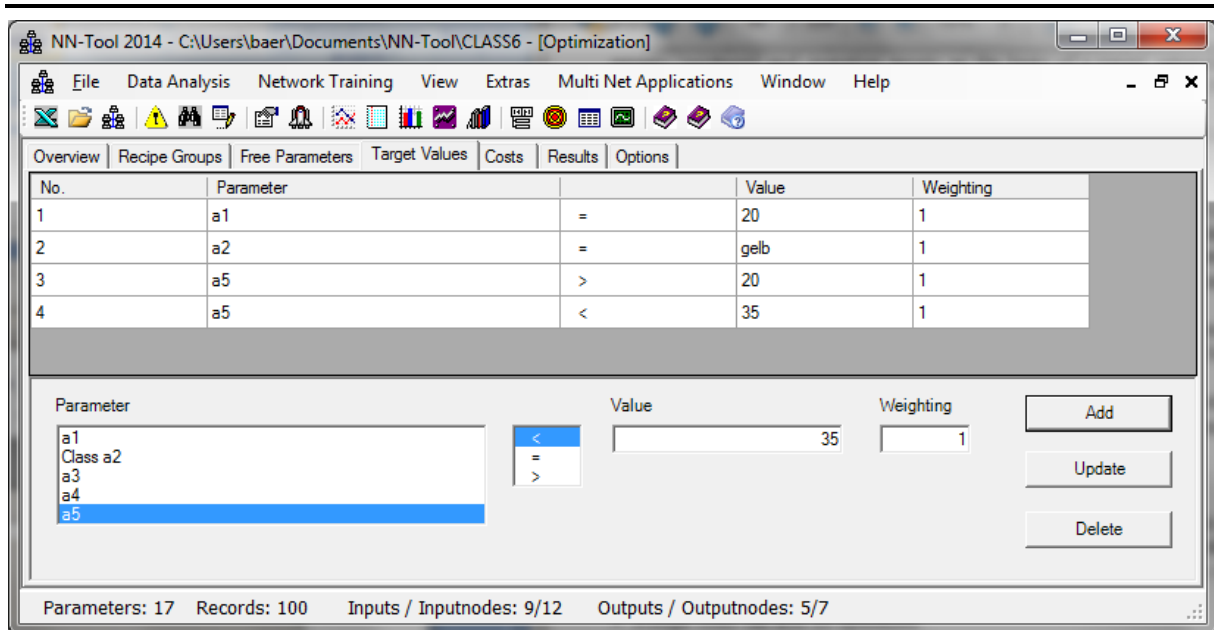 NN-Tool 2014 - C:\Users\baer\Documents\NN-Tool\CLASS6 - [Optimization]
File Data Analysis Network Training View Extras Multi Net Applications Window Help
Overview Recipe Groups Free Parameters Target Values Costs Results Options
No. Parameter Value Weighting
1 a1 = 20 1
2 a2 = gelb 1
3 a5 > 20 1
4 a5 < 35 1
Parameter Value Weighting
Add
a1 < 35 1
Class a2 =
a3 >
a4
a5
Update
Delete
Parameters: 17 Records: 100 Inputs / Inputnodes: 9/12 Outputs / Outputnodes: 5/7